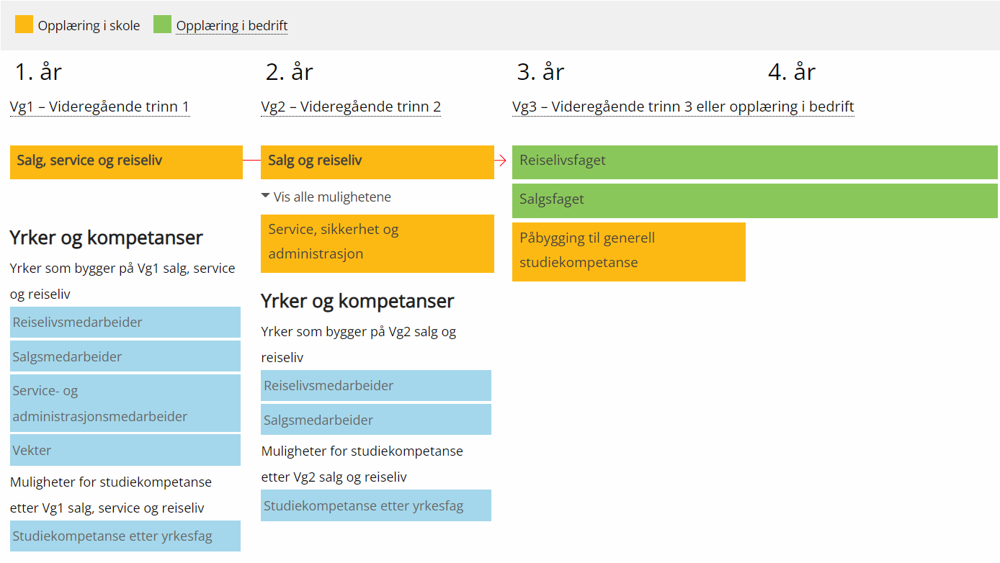 Opplæring i skole
Opplæring i bedrift
1. år
2. år
3. år
4. år
Vg1 – Videregående trinn 1
Vg2 – Videregående trinn 2
Vg3 – Videregående trinn 3 eller opplæring i bedrift
Salg, service og reiseliv
Yrker og kompetanser
Yrker som bygger på Vg1 salg, service
og reiseliv
Reiselivsmedarbeider
Salgsmedarbeider
Service- og
administrasjonsmedarbeider
Vekter
Muligheter for studiekompetanse
etter Vg1 salg, service og reiseliv
Studiekompetanse etter yrkesfag
Salg og reiseliv
Vis alle mulighetene
Service, sikkerhet og
administrasjon
Yrker og kompetanser
Yrker som bygger på Vg2 salg og
reiseliv
Reiselivsmedarbeider
Salgsmedarbeider
Muligheter for studiekompetanse
etter Vg2 salg og reiseliv
Studiekompetanse etter yrkesfag
Reiselivsfaget
Salgsfaget
Påbygging til generell
studiekompetanse